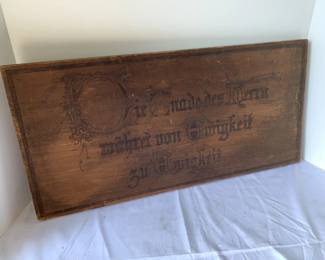 Die Gnade des Herrn
währet von Ewigkeit
zu Ewigkeit